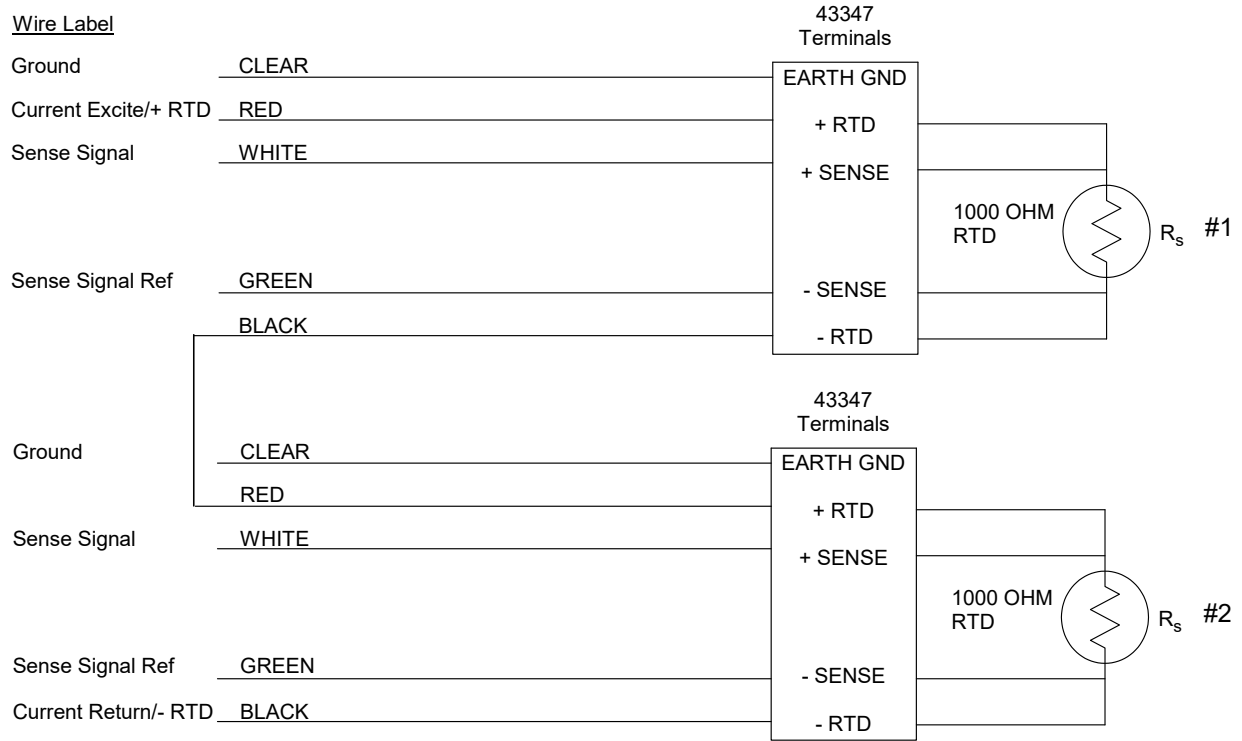 Wire Label
43347
Terminals
Ground CLEAR EARTH GND
Current Excite/+ RTD RED + RTD
Sense Signal WHITE + SENSE
1000 OHM
RTD
Rs #1
Sense Signal Ref GREEN - SENSE
BLACK - RTD
43347
Terminals
Ground CLEAR EARTH GND
RED + RTD
Sense Signal WHITE + SENSE
1000 OHM
RTD
Rs #2
Sense Signal Ref GREEN - SENSE
Current Return/- RTD BLACK - RTD